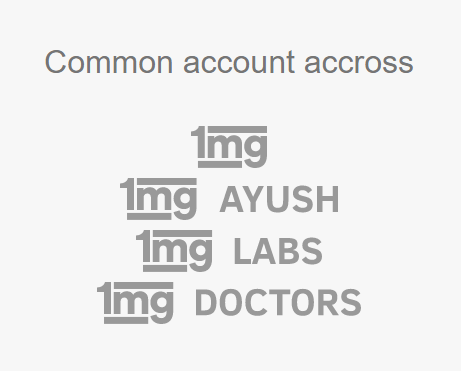 Common account accross
1mg
1mg AYUSH
1mg LABS
1mg DOCTORS